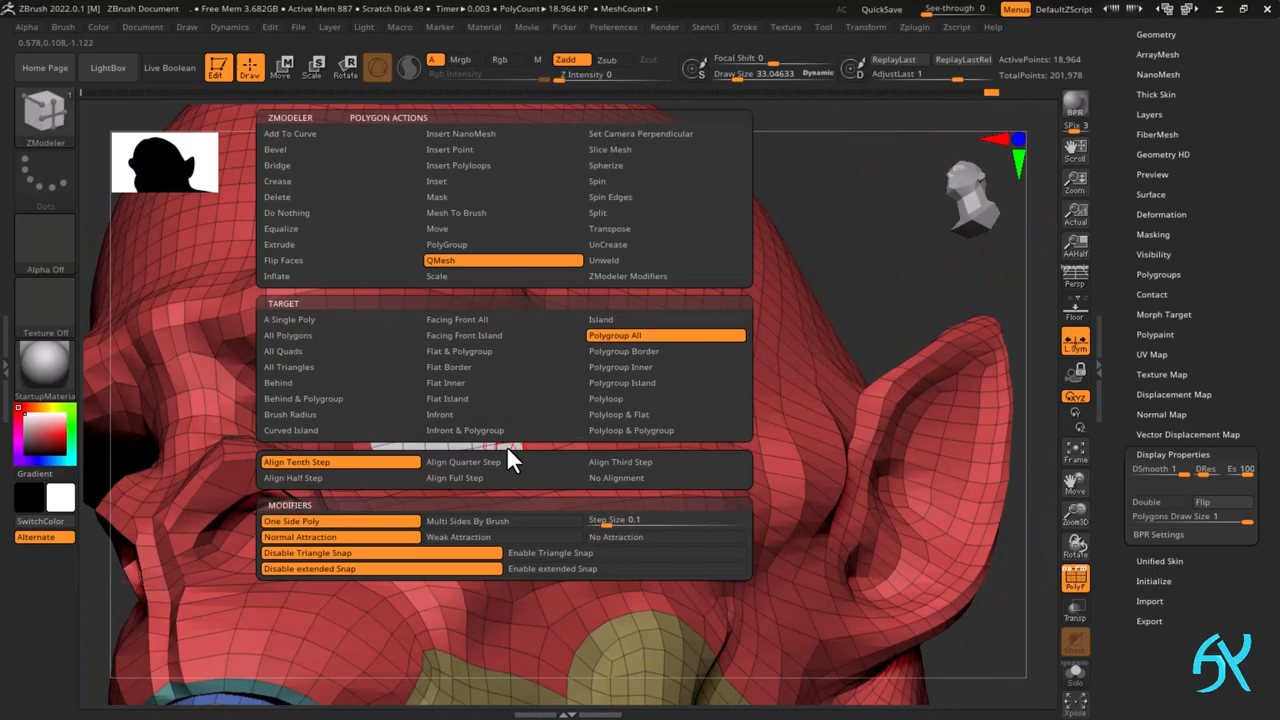 ZBrush 2022.0.1 [M]   ZBrush Document   • Free Mem 3.682GB • Active Mem 887 • Scratch Disk 49 • Timer▸0.003 • PolyCount▸18.964 KP • MeshCount▸1   AC   QuickSave   See-through 0   Menus   DefaultZScript
Alpha   Brush   Color   Document   Draw   Dynamics   Edit   File   Layer   Light   Macro   Marker   Material   Movie   Picker   Preferences   Render   Stencil   Stroke   Texture   Tool   Transform   Zplugin   Zscript   Help
0.578,0.108,-1.122
Home Page   LightBox   Live Boolean   Edit   Draw   Move   Scale   Rotate
A   Mrgb   Rgb   M   Zadd   Zsub   Zcut
Rgb Intensity   Z Intensity 0
S   Focal Shift 0
Draw Size 33.04633   Dynamic
D   ReplayLast   ReplayLastRel
AdjustLast 1
ActivePoints: 18,964
TotalPoints: 201,978
1
ZModeler
Dots
Alpha Off
Texture Off
StartupMateria
Gradient
SwitchColor
Alternate
ZMODELER   POLYGON ACTIONS
Add To Curve   Insert NanoMesh   Set Camera Perpendicular
Bevel   Insert Point   Slice Mesh
Bridge   Insert Polyloops   Spherize
Crease   Inset   Spin
Delete   Mask   Spin Edges
Do Nothing   Mesh To Brush   Split
Equalize   Move   Transpose
Extrude   PolyGroup   UnCrease
Flip Faces   QMesh   Unweld
Inflate   Scale   ZModeler Modifiers
TARGET
A Single Poly   Facing Front All   Island
All Polygons   Facing Front Island   Polygroup All
All Quads   Flat & Polygroup   Polygroup Border
All Triangles   Flat Border   Polygroup Inner
Behind   Flat Inner   Polygroup Island
Behind & Polygroup   Flat Island   Polyloop
Brush Radius   Infront   Polyloop & Flat
Curved Island   Infront & Polygroup   Polyloop & Polygroup
Align Tenth Step   Align Quarter Step   Align Third Step
Align Half Step   Align Full Step   No Alignment
MODIFIERS
One Side Poly   Multi Sides By Brush   Step Size 0.1
Normal Attraction   Weak Attraction   No Attraction
Disable Triangle Snap   Enable Triangle Snap
Disable extended Snap   Enable extended Snap
BPR
SPix 3
Scroll
Zoom
Actual
AAHalf
Dynamic
Persp
Floor
L.Sym
XYZ
Frame
Move
Zoom3D
Rotate
PolyF
Transp
Ghost
Dynamic
Solo
Xpose
Geometry
ArrayMesh
NanoMesh
Thick Skin
Layers
FiberMesh
Geometry HD
Preview
Surface
Deformation
Masking
Visibility
Polygroups
Contact
Morph Target
Polypaint
UV Map
Texture Map
Displacement Map
Normal Map
Vector Displacement Map
Display Properties
DSmooth 1   DRes   Es 100
Double   Flip
Polygons Draw Size 1
BPR Settings
Unified Skin
Initialize
Import
Export